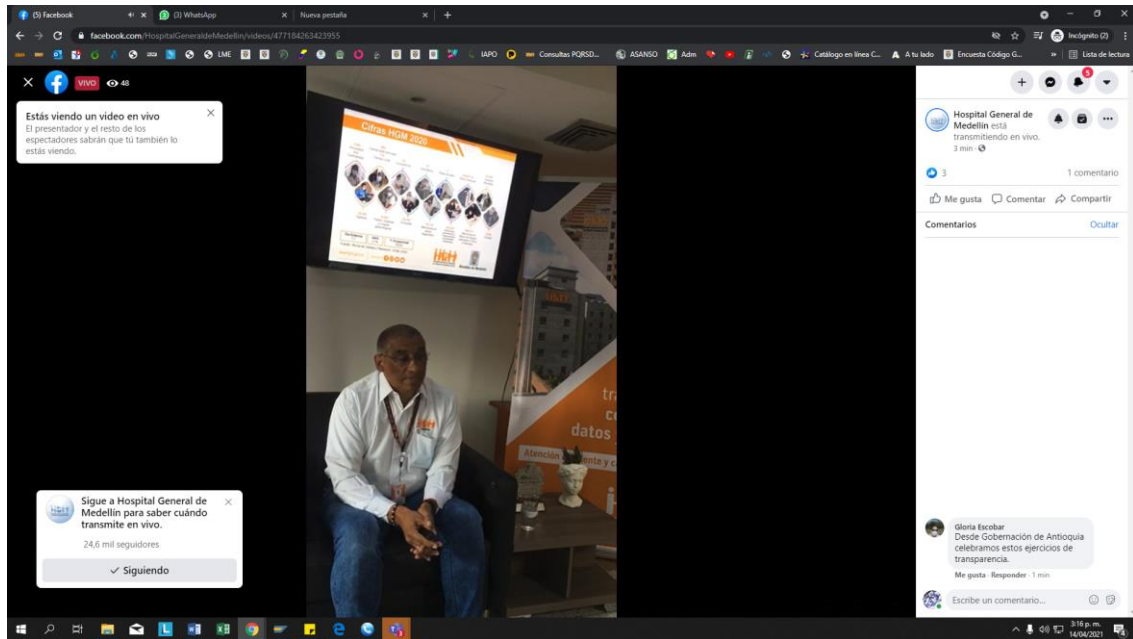 (5) Facebook
(3) WhatsApp
Nueva pestaña
facebook.com/HospitalGeneraldeMedellin/videos/477184263423955
Incógnito (2)
LME
IAPO
Consultas PQRSD...
ASANSO
Adm
Catálogo en línea C...
A tu lado
Encuesta Código G...
Lista de lectura
VIVO
48
Estás viendo un video en vivo
El presentador y el resto de los
espectadores sabrán que tú también lo
estás viendo.
Cifras HGM 2020
HGM
datos
Atención
Sigue a Hospital General de
Medellín para saber cuándo
transmite en vivo.
24,6 mil seguidores
Siguiendo
5
Hospital General de
Medellín está
transmitiendo en vivo.
3 min
3
1 comentario
Me gusta
Comentar
Compartir
Comentarios
Ocultar
Gloria Escobar
Desde Gobernación de Antioquia
celebramos estos ejercicios de
transparencia.
Me gusta · Responder · 1 min
Escribe un comentario...
3:16 p. m.
14/04/2021